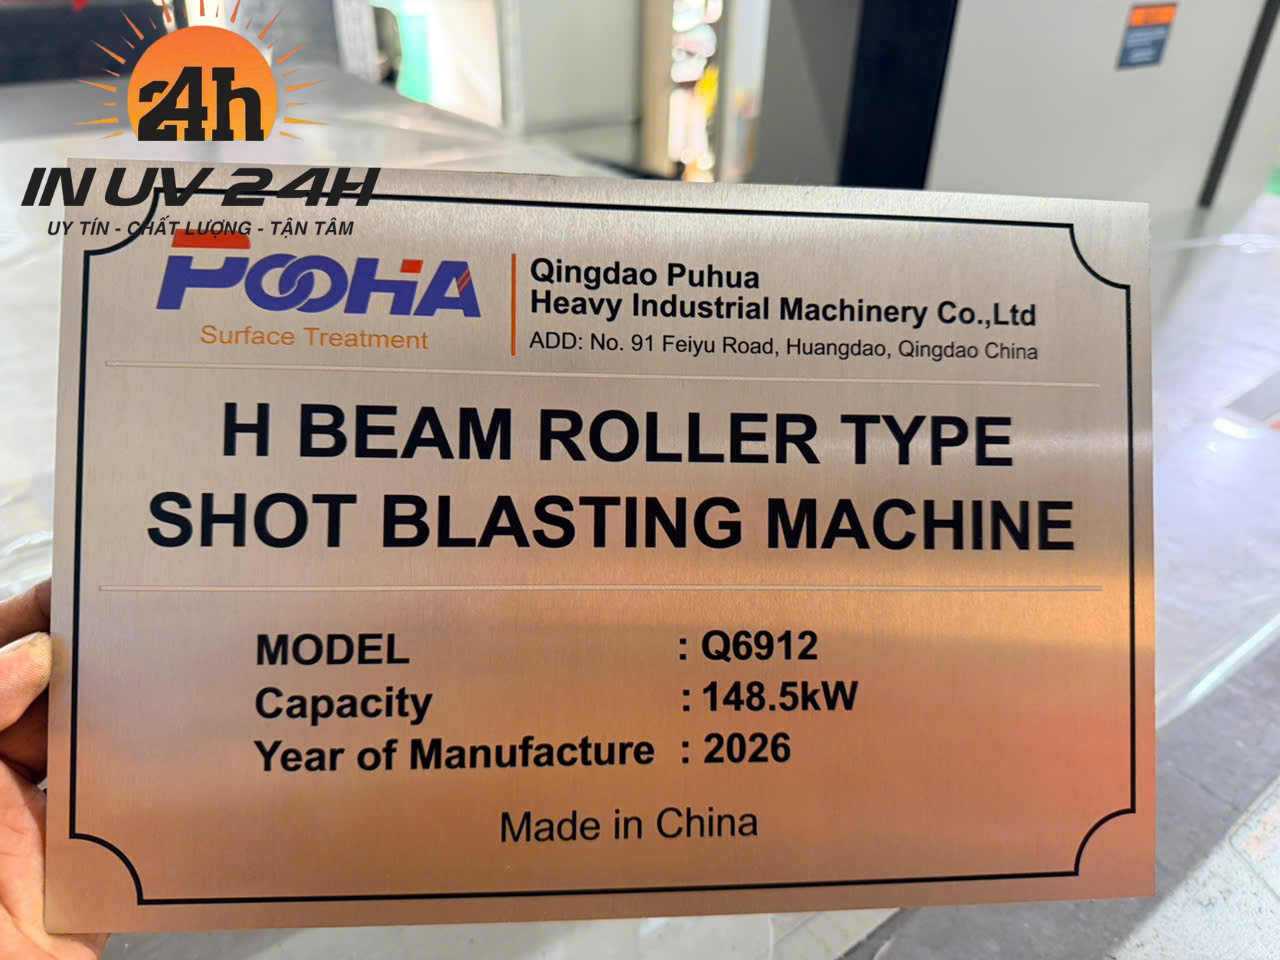 24h
IN UV 24H
UY TÍN - CHẤT LƯỢNG - TẬN TÂM
POOHA
Surface Treatment
Qingdao Puhua
Heavy Industrial Machinery Co.,Ltd
ADD: No. 91 Feiyu Road, Huangdao, Qingdao China
H BEAM ROLLER TYPE
SHOT BLASTING MACHINE
MODEL : Q6912
Capacity : 148.5kW
Year of Manufacture : 2026
Made in China